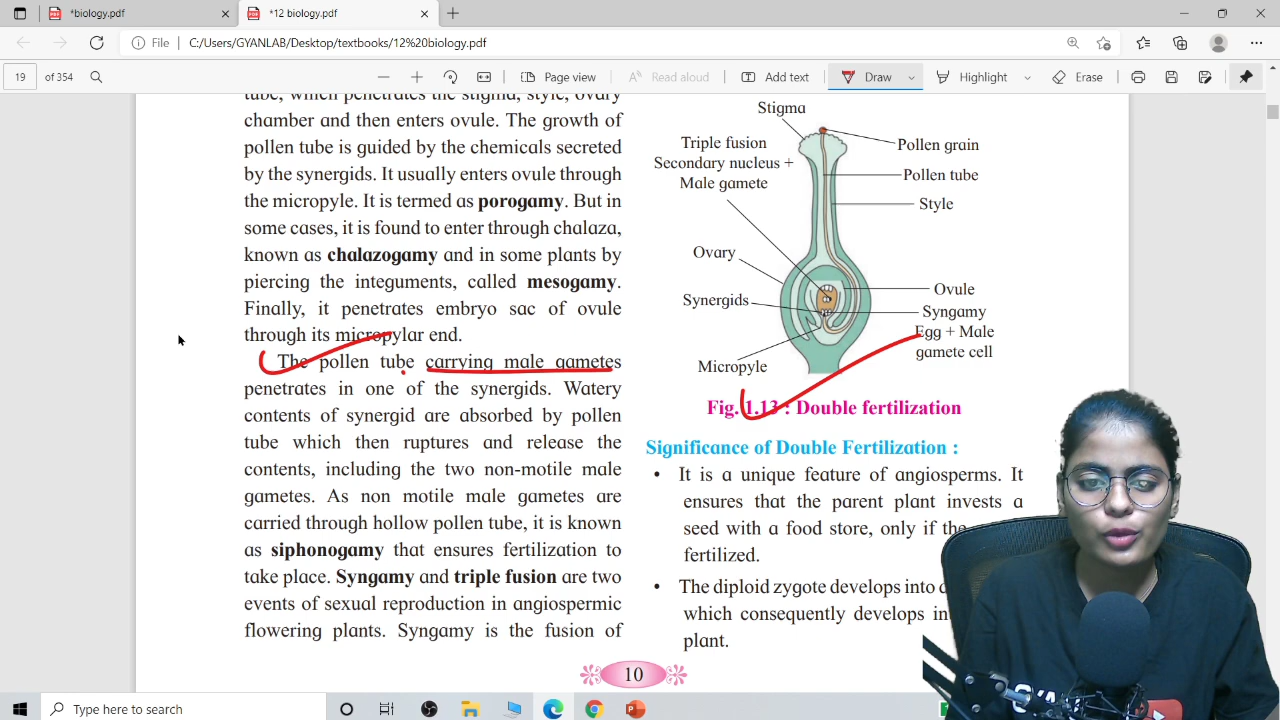 *biology.pdf
*12 biology.pdf
File
C:/Users/GYANLAB/Desktop/textbooks/12%20biology.pdf
19 of 354
Page view
Read aloud
Add text
Draw
Highlight
Erase
tube, which penetrates the stigma, style, ovary
chamber and then enters ovule. The growth of
pollen tube is guided by the chemicals secreted
by the synergids. It usually enters ovule through
the micropyle. It is termed as porogamy. But in
some cases, it is found to enter through chalaza,
known as chalazogamy and in some plants by
piercing the integuments, called mesogamy.
Finally, it penetrates embryo sac of ovule
through its micropylar end.
The pollen tube carrying male gametes
penetrates in one of the synergids. Watery
contents of synergid are absorbed by pollen
tube which then ruptures and release the
contents, including the two non-motile male
gametes. As non motile male gametes are
carried through hollow pollen tube, it is known
as siphonogamy that ensures fertilization to
take place. Syngamy and triple fusion are two
events of sexual reproduction in angiospermic
flowering plants. Syngamy is the fusion of
Stigma
Triple fusion
Secondary nucleus +
Male gamete
Ovary
Synergids
Micropyle
Pollen grain
Pollen tube
Style
Ovule
Syngamy
Egg + Male
gamete cell
Fig. 1.13 : Double fertilization
Significance of Double Fertilization :
• It is a unique feature of angiosperms. It
ensures that the parent plant invests a
seed with a food store, only if the
fertilized.
• The diploid zygote develops into
which consequently develops
plant.
10
Type here to search